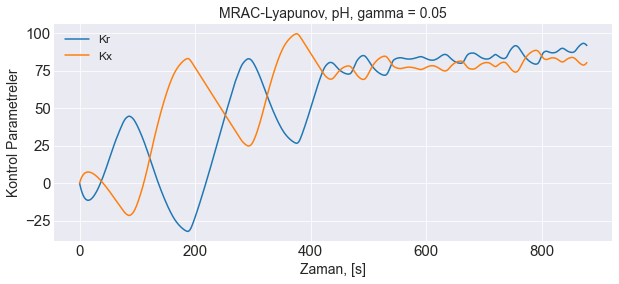 MRAC-Lyapunov, pH, gamma = 0.05
Kontrol Parametreler
100
75
50
25
0
−25
Kr
Kx
0 200 400 600 800
Zaman, [s]